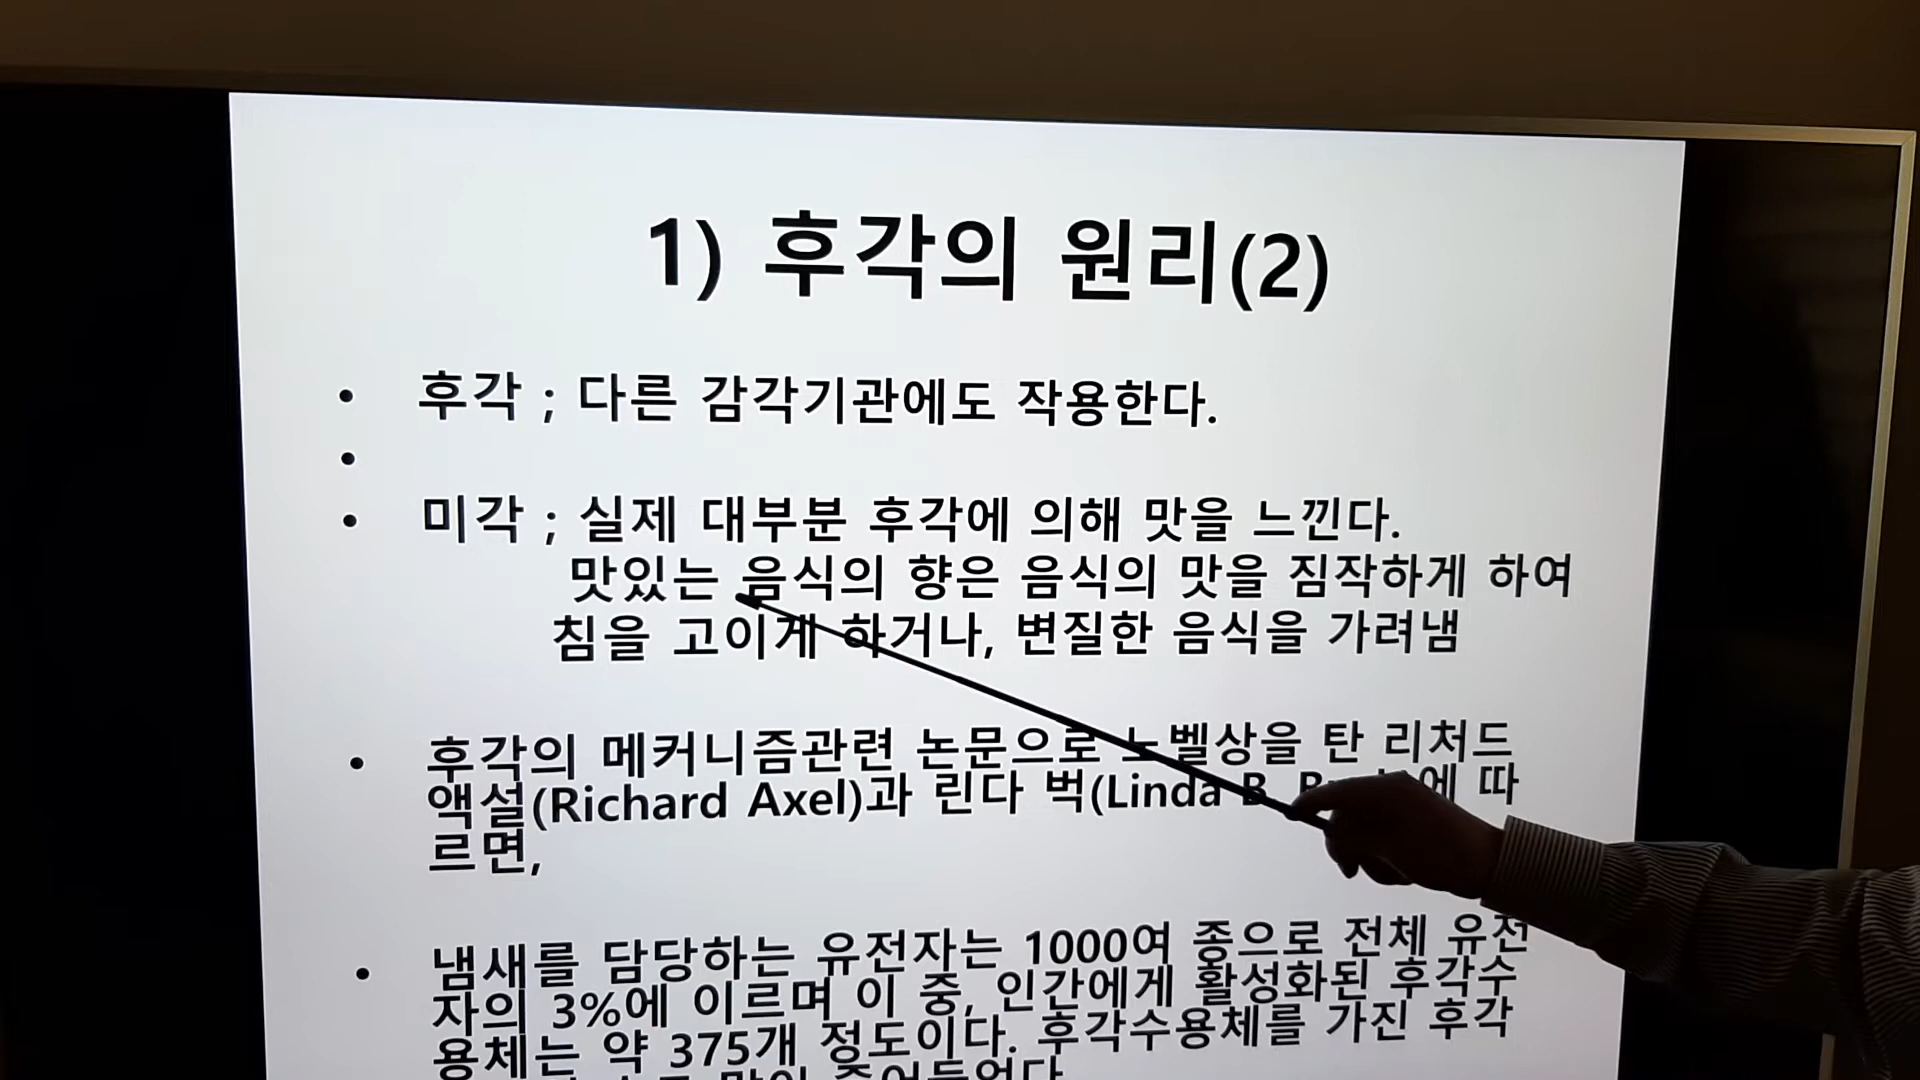 1) 후각의 원리(2)
• 후각 ; 다른 감각기관에도 작용한다.
•
• 미각 ; 실제 대부분 후각에 의해 맛을 느낀다.
맛있는 음식의 향은 음식의 맛을 짐작하게 하여
침을 고이게 하거나, 변질한 음식을 가려냄
• 후각의 메커니즘관련 논문으로 노벨상을 탄 리처드
액설(Richard Axel)과 린다 벅(Linda B. 에 따
르면,
• 냄새를 담당하는 유전자는 1000여 종으로 전체 유전
자의 3%에 이르며 이 중, 인간에게 활성화된 후각수
용체는 약 375개 정도이다. 후각수용체를 가진 후각
많이 줄어들었다.